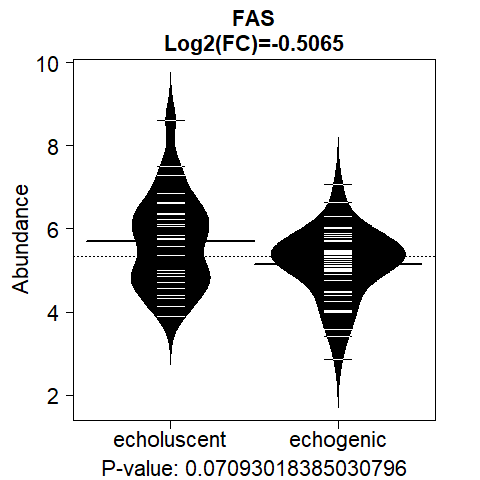 FAS
Log2(FC)=-0.5065
10
8
6
4
2
Abundance
echoluscent echogenic
P-value: 0.07093018385030796